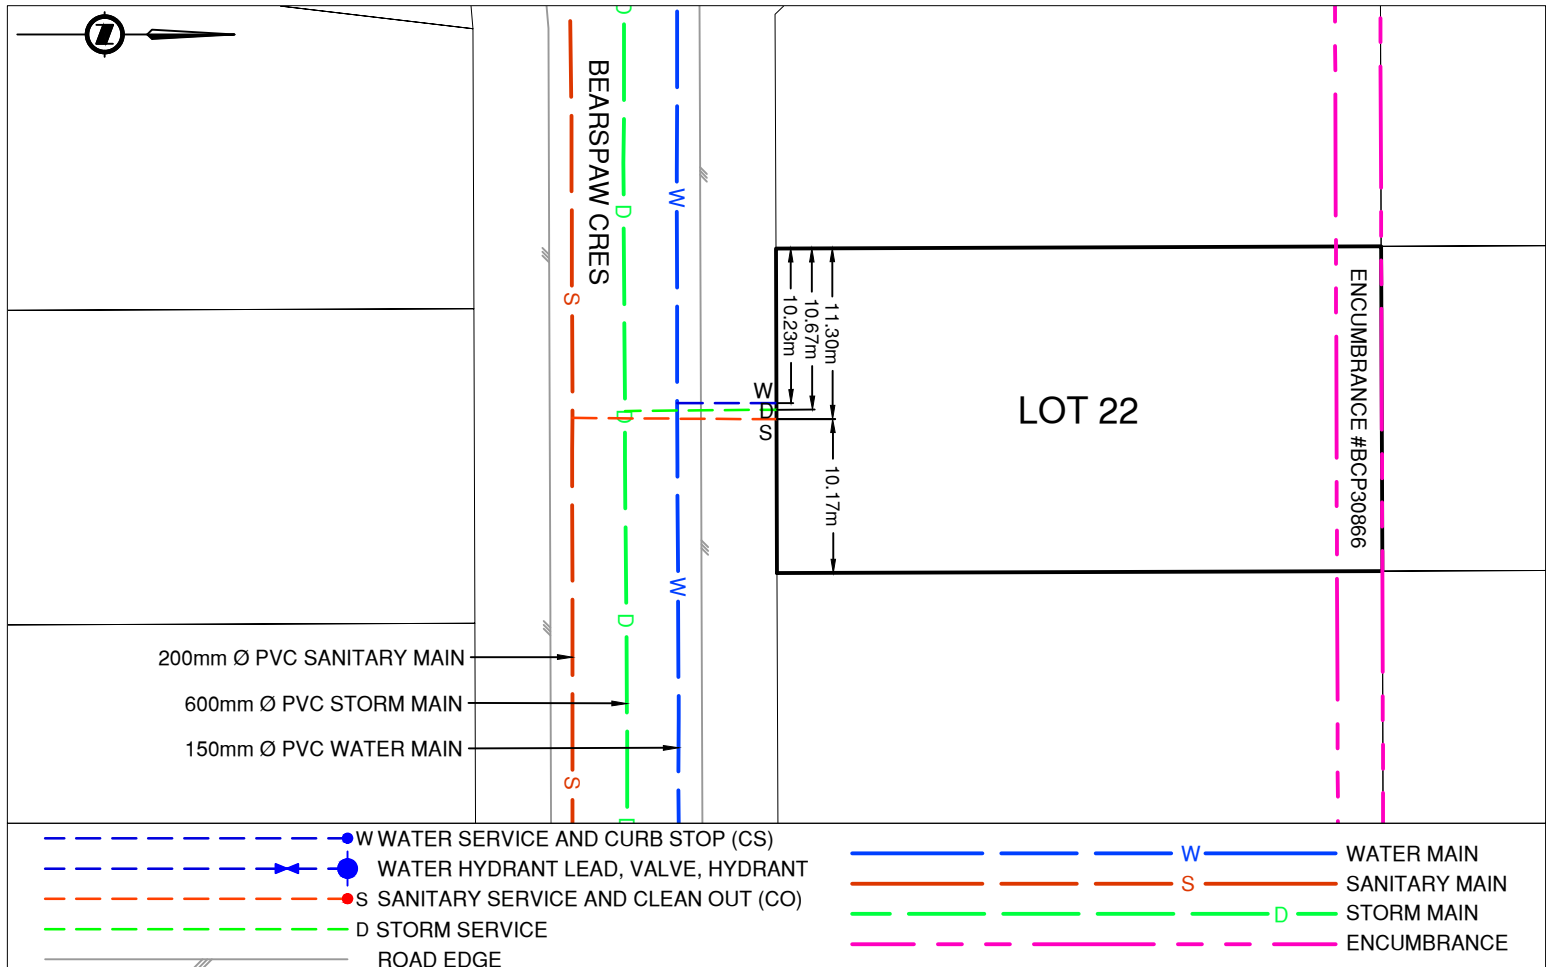 Z
D
BEARSPAW CRES
W
D
S
10.23m
10.67m
11.30m
W
D
S
D
10.17m
LOT 22
ENCUMBRANCE #BCP30866
W
D
200mm Ø PVC SANITARY MAIN
600mm Ø PVC STORM MAIN
150mm Ø PVC WATER MAIN
S
D
W WATER SERVICE AND CURB STOP (CS)
WATER HYDRANT LEAD, VALVE, HYDRANT
S SANITARY SERVICE AND CLEAN OUT (CO)
D STORM SERVICE
ROAD EDGE
W WATER MAIN
S SANITARY MAIN
D STORM MAIN
ENCUMBRANCE